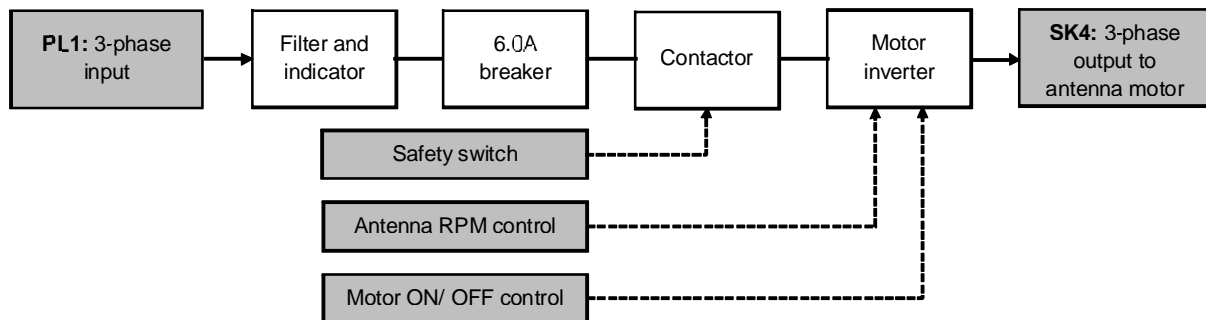 PL1: 3-phase
input
Filter and
indicator
6.0A
breaker
Contactor
Motor
inverter
SK4: 3-phase
output to
antenna motor
Safety switch
Antenna RPM control
Motor ON/ OFF control